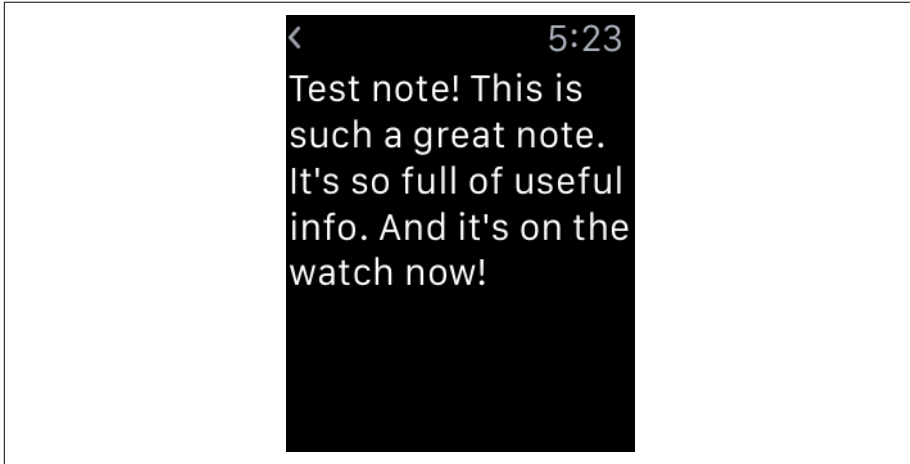 5:23
Test note! This is
such a great note.
It's so full of useful
info. And it's on the
watch now!